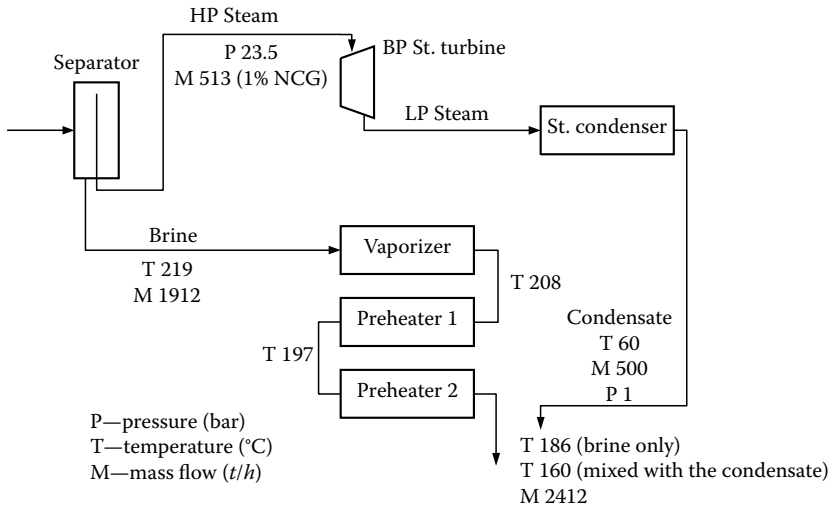 HP Steam
P 23.5
M 513 (1% NCG)
BP St. turbine
Separator
LP Steam
St. condenser
Brine
T 219
M 1912
Vaporizer
T 208
Preheater 1
T 197
Preheater 2
Condensate
T 60
M 500
P 1
P—pressure (bar)
T—temperature (°C)
M—mass flow (t/h)
T 186 (brine only)
T 160 (mixed with the condensate)
M 2412